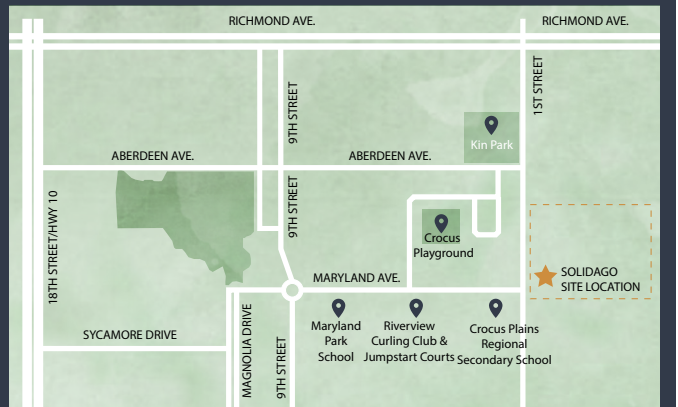 RICHMOND AVE.
RICHMOND AVE.
9TH STREET
1ST STREET
Kin Park
ABERDEEN AVE.
ABERDEEN AVE.
18TH STREET/HWY 10
9TH STREET
Crocus
Playground
MARYLAND AVE.
SOLIDAGO
SITE LOCATION
SYCAMORE DRIVE
MAGNOLIA DRIVE
9TH STREET
Maryland
Park
School
Riverview
Curling Club &
Jumpstart Courts
Crocus Plains
Regional
Secondary School